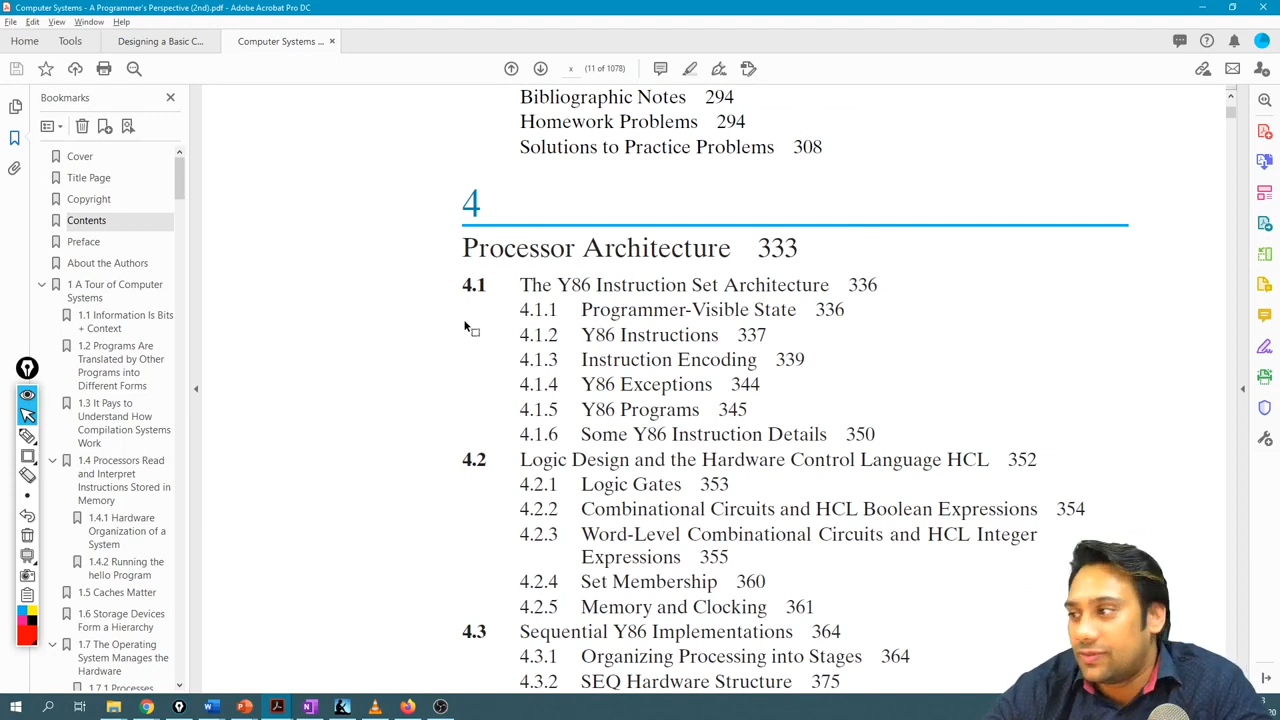 Computer Systems - A Programmer's Perspective (2nd).pdf - Adobe Acrobat Pro DC
File Edit View Window Help
Home Tools Designing a Basic C... Computer Systems ... ×
x (11 of 1078)
Bookmarks
Cover
Title Page
Copyright
Contents
Preface
About the Authors
1 A Tour of Computer
Systems
1.1 Information Is Bits
+ Context
1.2 Programs Are
Translated by Other
Programs into
Different Forms
1.3 It Pays to
Understand How
Compilation Systems
Work
1.4 Processors Read
and Interpret
Instructions Stored in
Memory
1.4.1 Hardware
Organization of a
System
1.4.2 Running the
hello Program
1.5 Caches Matter
1.6 Storage Devices
Form a Hierarchy
1.7 The Operating
System Manages the
Hardware
1.7.1 Processes
Bibliographic Notes 294
Homework Problems 294
Solutions to Practice Problems 308
4
Processor Architecture 333
4.1 The Y86 Instruction Set Architecture 336
4.1.1 Programmer-Visible State 336
4.1.2 Y86 Instructions 337
4.1.3 Instruction Encoding 339
4.1.4 Y86 Exceptions 344
4.1.5 Y86 Programs 345
4.1.6 Some Y86 Instruction Details 350
4.2 Logic Design and the Hardware Control Language HCL 352
4.2.1 Logic Gates 353
4.2.2 Combinational Circuits and HCL Boolean Expressions 354
4.2.3 Word-Level Combinational Circuits and HCL Integer
Expressions 355
4.2.4 Set Membership 360
4.2.5 Memory and Clocking 361
4.3 Sequential Y86 Implementations 364
4.3.1 Organizing Processing into Stages 364
4.3.2 SEQ Hardware Structure 375